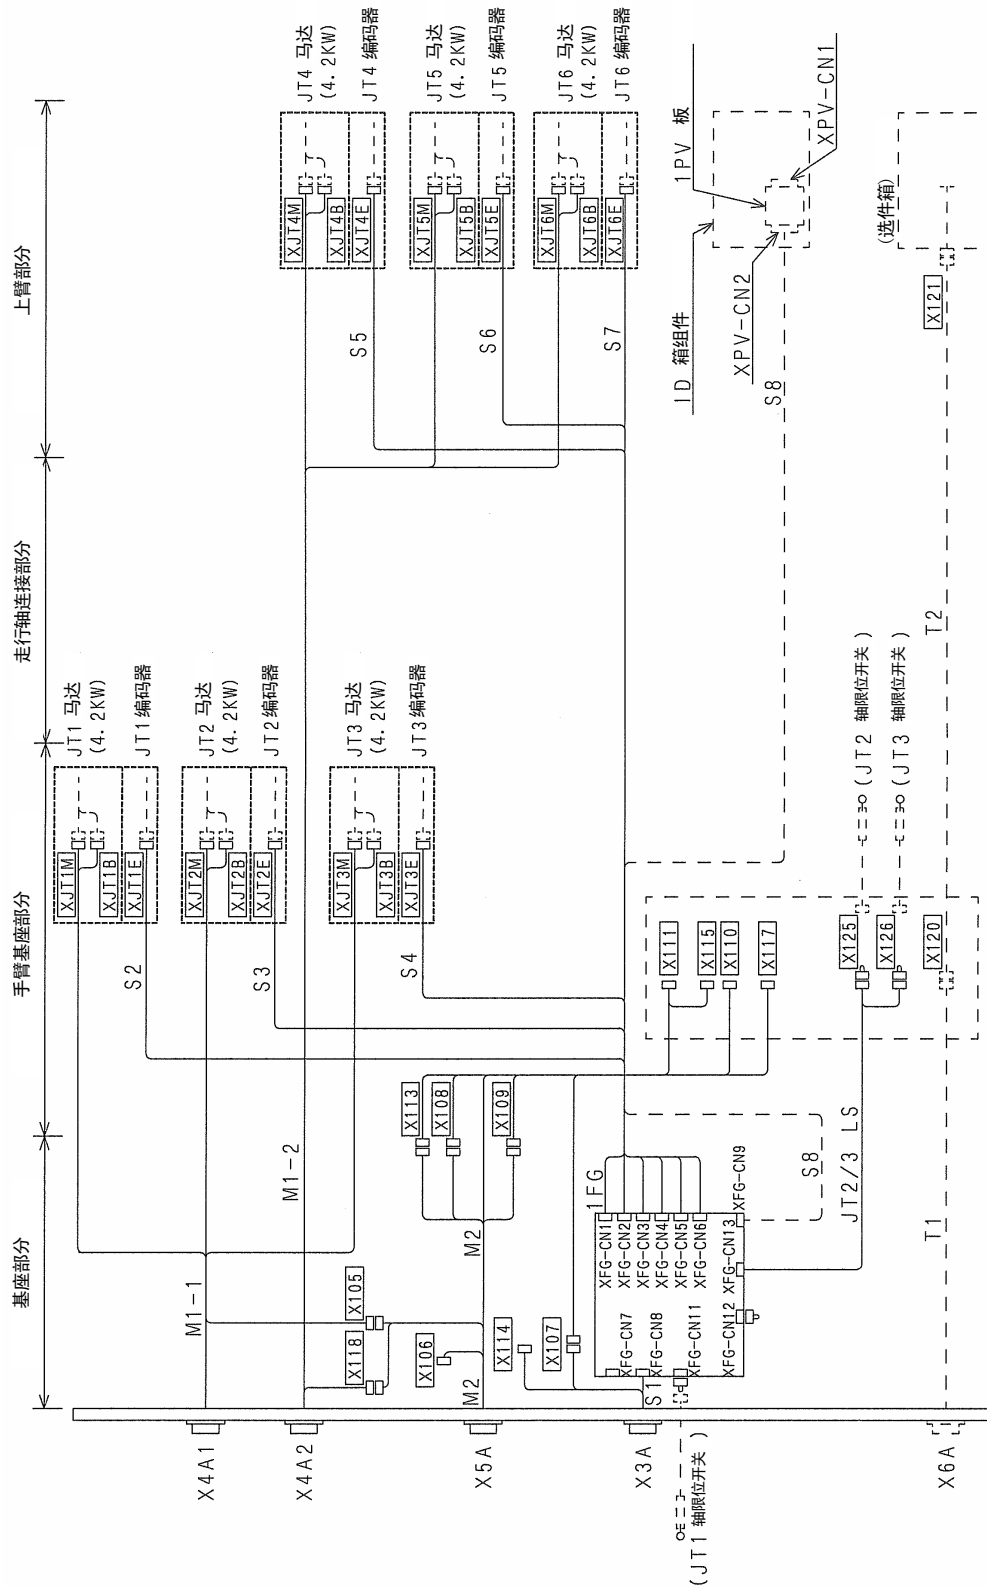 基座部分
手臂基座部分
走行轴连接部分
上臂部分
X4A1
X4A2
X5A
X3A
X6A
(JT1 轴限位开关 )
M1-1
M1-2
M2
M2
S1
X118
X105
X106
X114
X107
X113
X108
X109
1FG
XFG-CN1
XFG-CN2
XFG-CN3
XFG-CN4
XFG-CN5
XFG-CN6
XFG-CN7
XFG-CN8
XFG-CN11
XFG-CN12
XFG-CN13
XFG-CN9
S8
JT2/3 LS
T1
S2
S3
S4
XJT1M
XJT1B
XJT1E
JT1 马达
(4.2KW)
JT1 编码器
XJT2M
XJT2B
XJT2E
JT2 马达
(4.2KW)
JT2 编码器
XJT3M
XJT3B
XJT3E
JT3 马达
(4.2KW)
JT3 编码器
X111
X115
X110
X117
X125
X126
X120
(JT2 轴限位开关 )
(JT3 轴限位开关 )
T2
S5
S6
S7
S8
XJT4M
XJT4B
XJT4E
JT4 马达
(4.2KW)
JT4 编码器
XJT5M
XJT5B
XJT5E
JT5 马达
(4.2KW)
JT5 编码器
XJT6M
XJT6B
XJT6E
JT6 马达
(4.2KW)
JT6 编码器
1D 箱组件
1PV 板
XPV-CN2
XPV-CN1
(选件箱)
X121